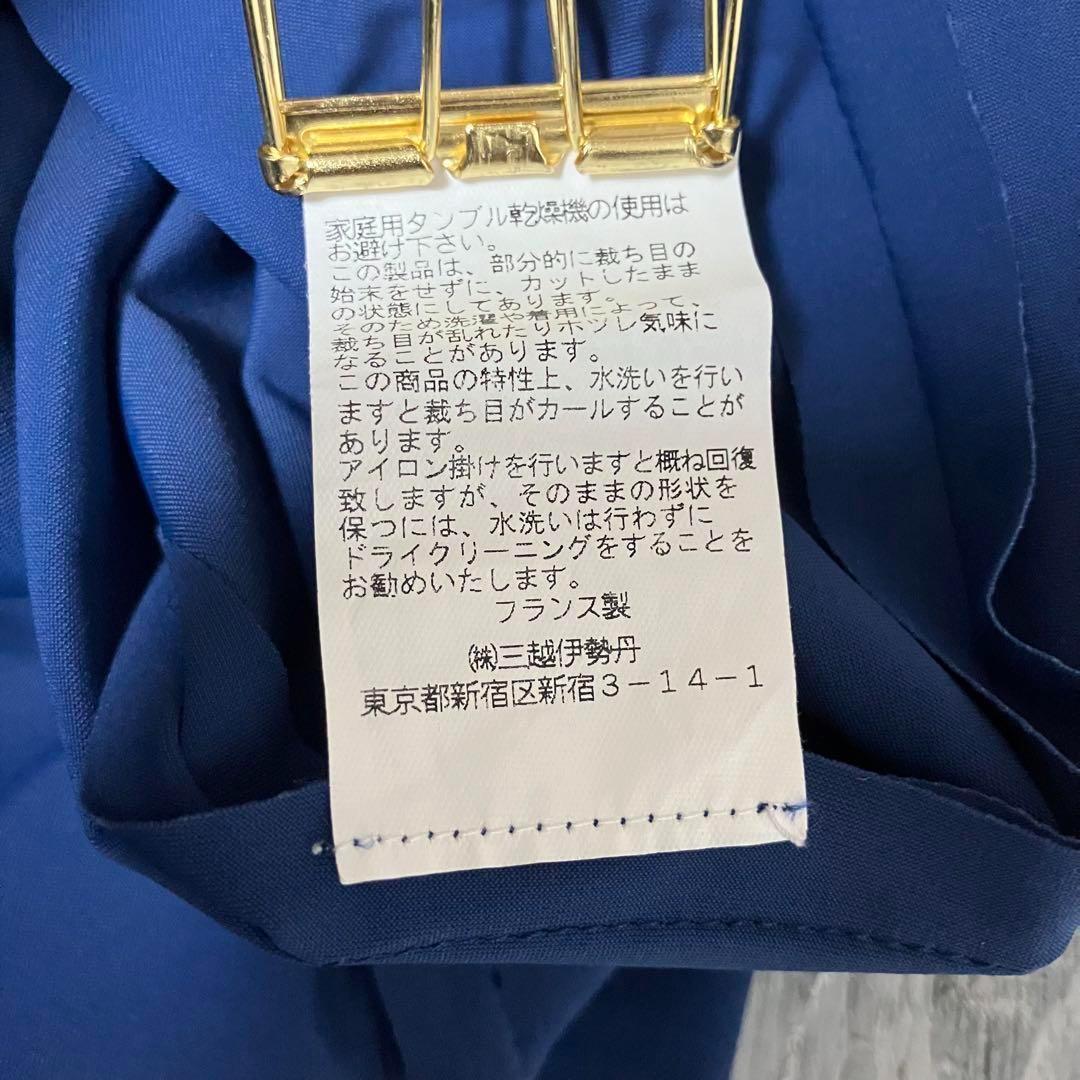 家庭用タンブル乾燥機の使用は
お避け下さい。
この製品は、部分的に裁ち目の
始末をせずに、カットしたまま
の状態にしてあります。
そのため洗濯や着用によって、
裁ち目が乱れたりホツレ気味に
なることがあります。
この商品の特性上、水洗いを行い
ますと裁ち目がカールすることが
あります。
アイロン掛けを行いますと概ね回復
致しますが、そのままの形状を
保つには、水洗いは行わずに
ドライクリーニングをすることを
お勧めいたします。
フランス製
㈱三越伊勢丹
東京都新宿区新宿３－１４－１